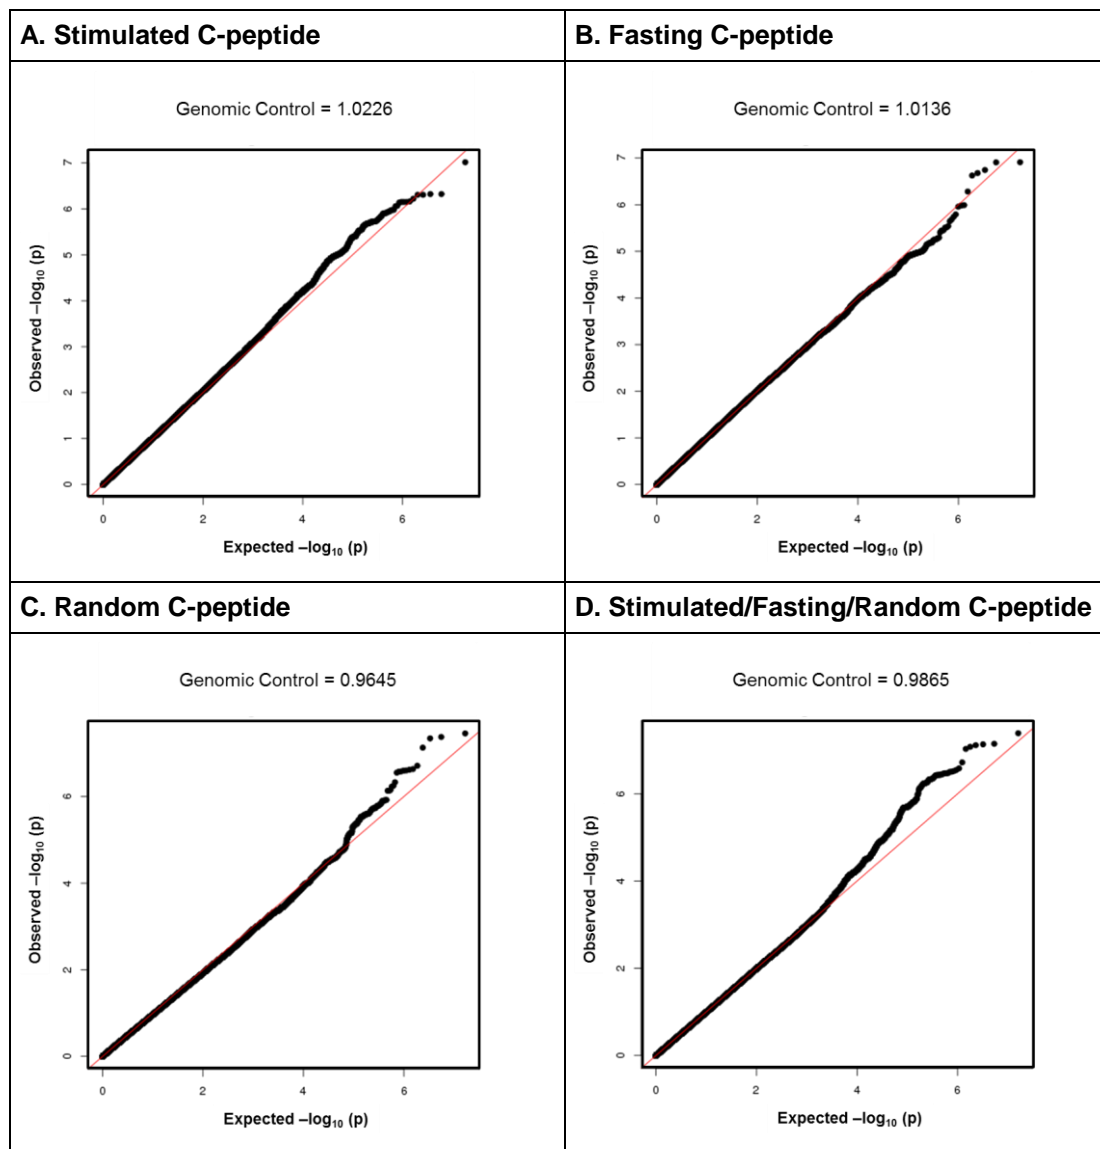 A. Stimulated C-peptide
Genomic Control = 1.0226
Observed –log10 (p)
7
6
5
4
3
2
1
0
0 2 4 6
Expected –log10 (p)
B. Fasting C-peptide
Genomic Control = 1.0136
Observed –log10 (p)
7
6
5
4
3
2
1
0
0 2 4 6
Expected –log10 (p)
C. Random C-peptide
Genomic Control = 0.9645
Observed –log10 (p)
6
4
2
0
0 2 4 6
Expected –log10 (p)
D. Stimulated/Fasting/Random C-peptide
Genomic Control = 0.9865
Observed –log10 (p)
6
4
2
0
0 2 4 6
Expected –log10 (p)